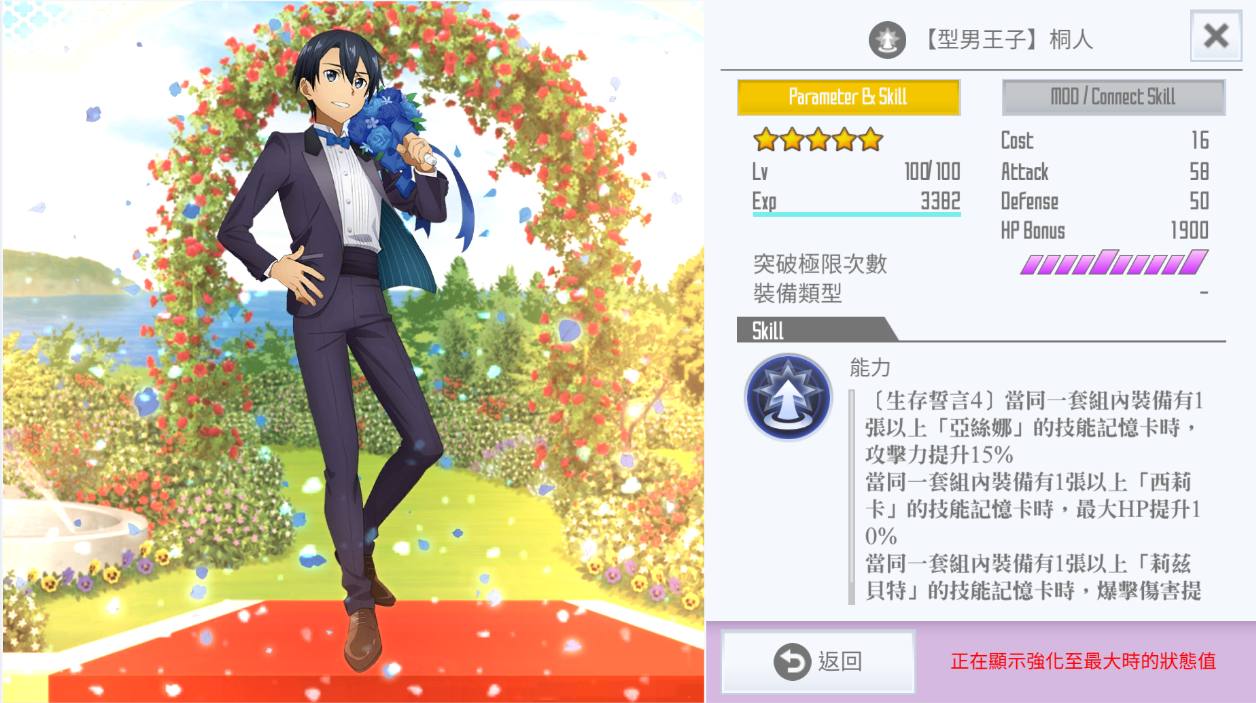 【型男王子】桐人
Parameter & Skill
MOD / Connect Skill
Lv 100/100
Exp 3382
Cost 16
Attack 58
Defense 50
HP Bonus 1900
突破極限次數
裝備類型 -
Skill
能力
〔生存誓言4〕當同一套組內裝備有1
張以上「亞絲娜」的技能記憶卡時，
攻擊力提升15%
當同一套組內裝備有1張以上「西莉
卡」的技能記憶卡時，最大HP提升1
0%
當同一套組內裝備有1張以上「莉茲
貝特」的技能記憶卡時，爆擊傷害提
返回
正在顯示強化至最大時的狀態值